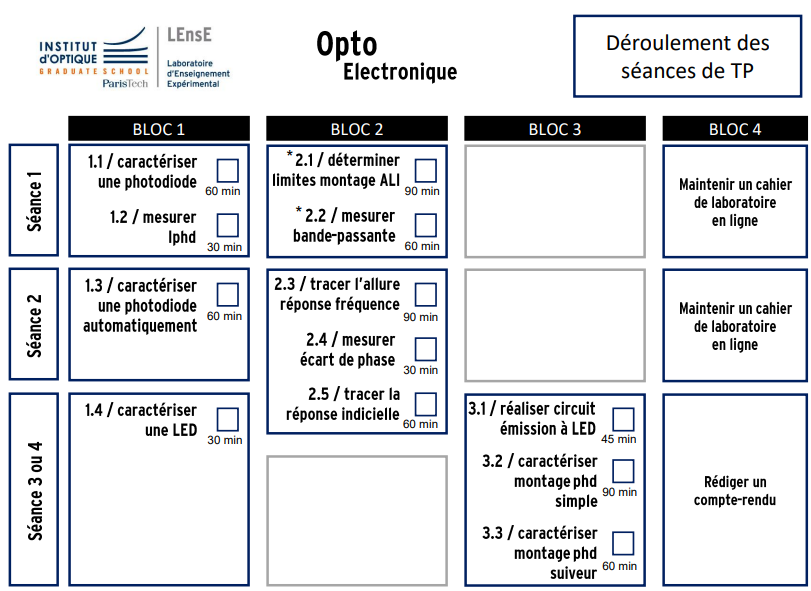 INSTITUT
d'OPTIQUE
GRADUATE SCHOOL
ParisTech
LEnsE
Laboratoire
d'Enseignement
Expérimental
Opto
Electronique
Déroulement des
séances de TP
BLOC 1
BLOC 2
BLOC 3
BLOC 4
Séance 1
1.1 / caractériser
une photodiode
60 min
1.2 / mesurer
Iphd
30 min
* 2.1 / déterminer
limites montage ALI
90 min
* 2.2 / mesurer
bande-passante
60 min
Maintenir un cahier
de laboratoire
en ligne
Séance 2
1.3 / caractériser
une photodiode
automatiquement
60 min
2.3 / tracer l'allure
réponse fréquence
90 min
2.4 / mesurer
écart de phase
30 min
2.5 / tracer la
réponse indicielle
60 min
Maintenir un cahier
de laboratoire
en ligne
Séance 3 ou 4
1.4 / caractériser
une LED
30 min
3.1 / réaliser circuit
émission à LED
45 min
3.2 / caractériser
montage phd
simple
90 min
3.3 / caractériser
montage phd
suiveur
60 min
Rédiger un
compte-rendu